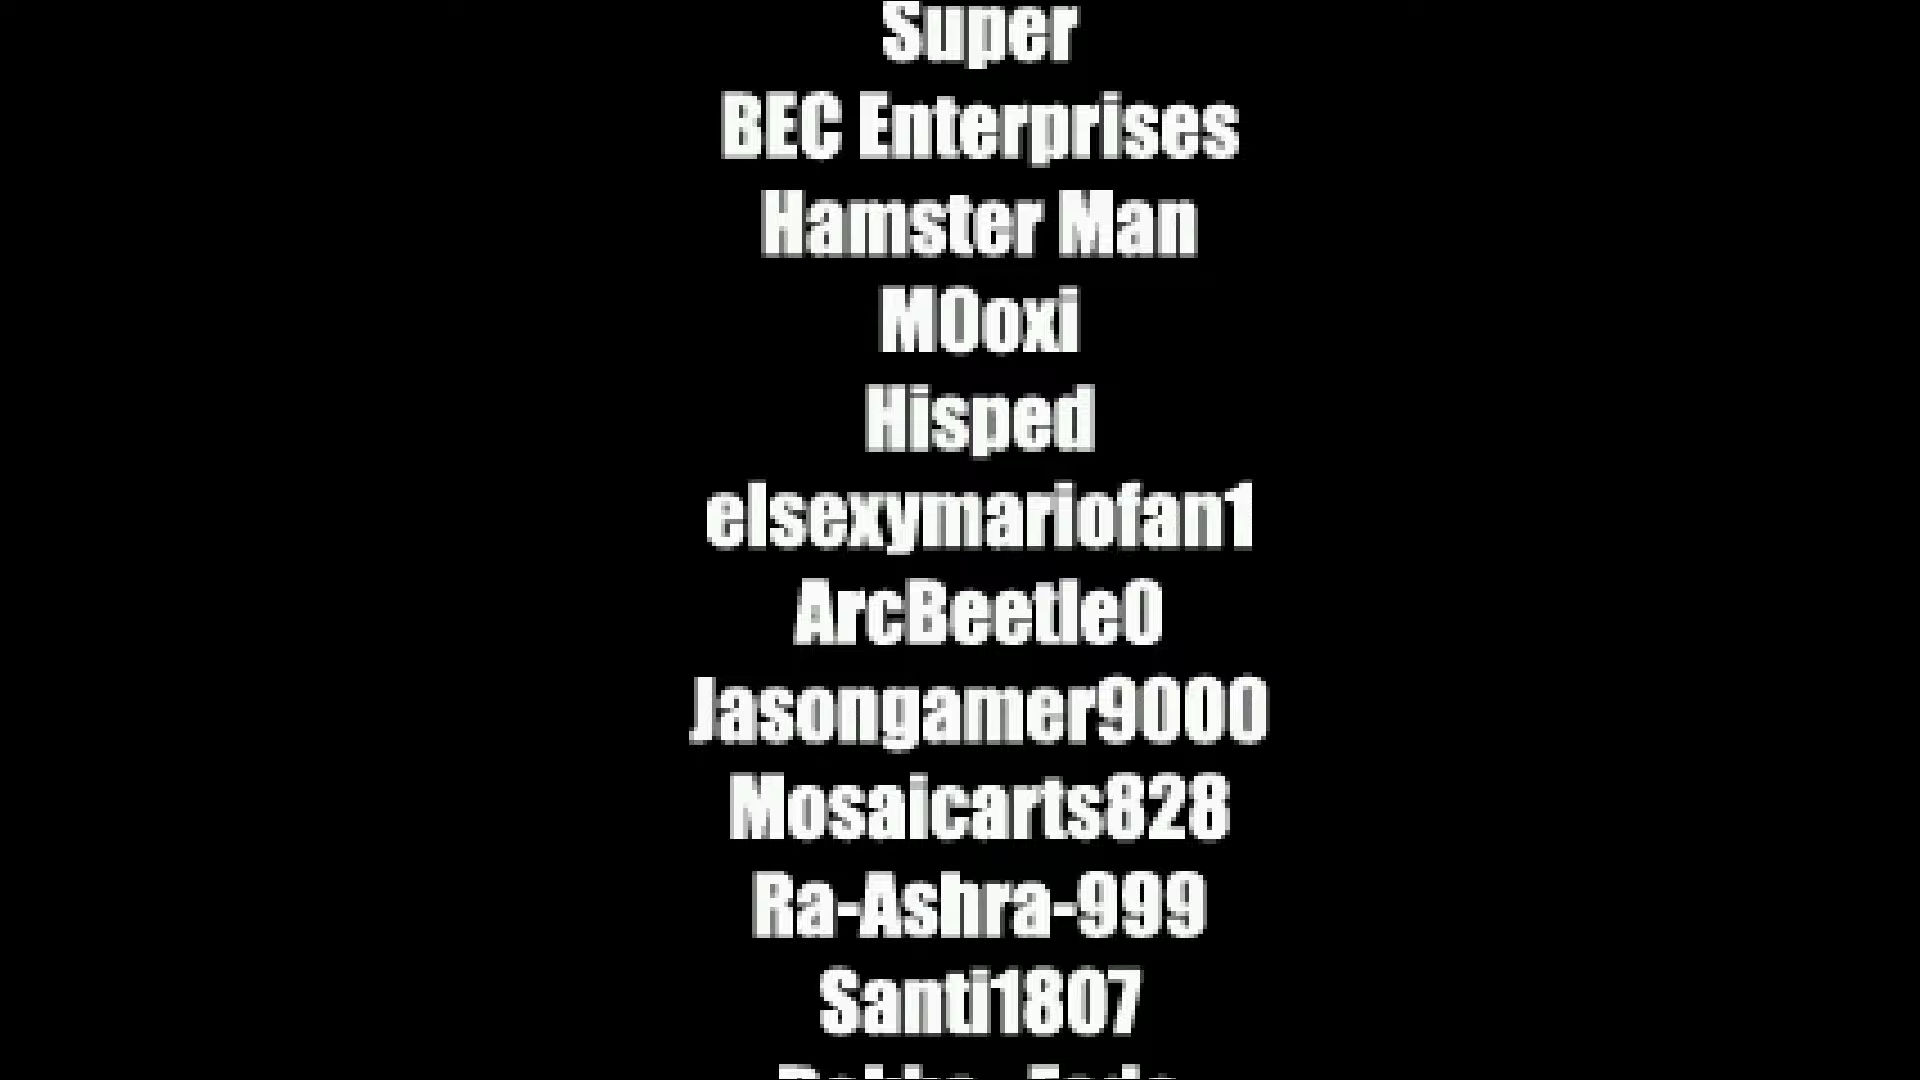 Super
BEC Enterprises
Hamster Man
M0oxi
Hisped
elsexymariofan1
ArcBeetle0
Jasongamer9000
Mosaicarts828
Ra-Ashra-999
Santi1807